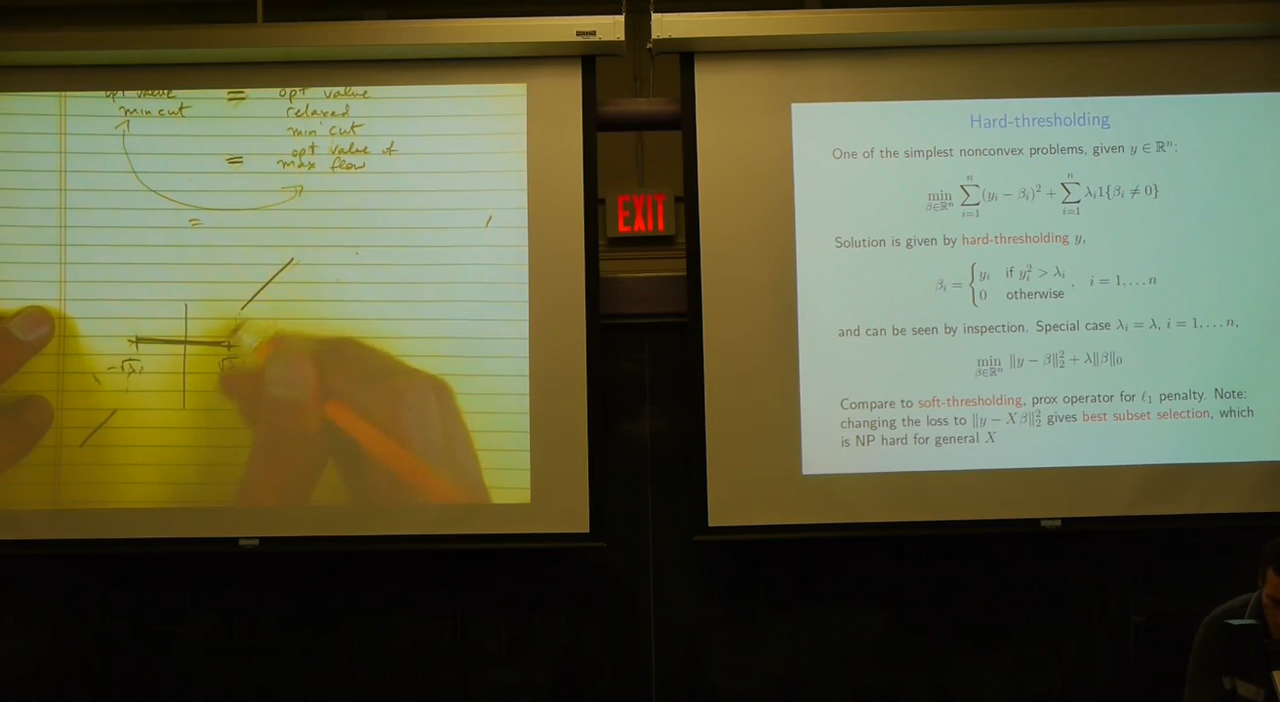 opt value = opt value
min cut relaxed
min cut
= opt value of
max flow
=
-√λi √λi
EXIT
Hard-thresholding
One of the simplest nonconvex problems, given y ∈ ℝⁿ:
min_{β∈ℝⁿ} ∑_{i=1}^{n} (yᵢ − βᵢ)² + ∑_{i=1}^{n} λᵢ1{βᵢ ≠ 0}
Solution is given by hard-thresholding y,
βᵢ = { yᵢ if yᵢ² > λᵢ
0 otherwise , i = 1, . . . n
and can be seen by inspection. Special case λᵢ = λ, i = 1, . . . n,
min_{β∈ℝⁿ} ‖y − β‖₂² + λ‖β‖₀
Compare to soft-thresholding, prox operator for ℓ₁ penalty. Note:
changing the loss to ‖y − Xβ‖₂² gives best subset selection, which
is NP hard for general X